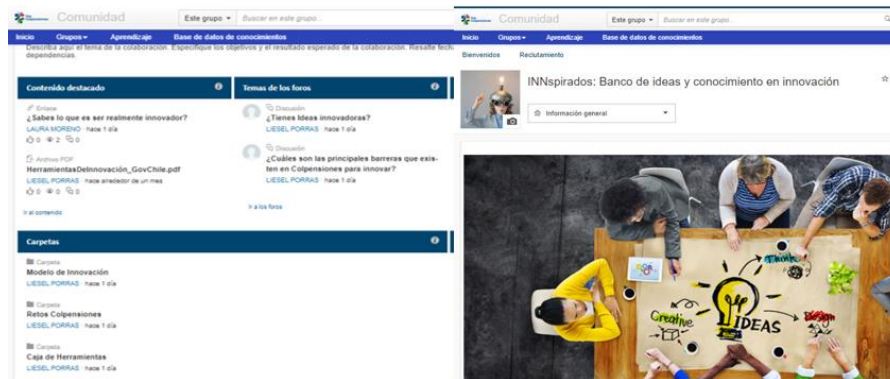 Comunidad
Este grupo
Buscar en este grupo...
Inicio Grupos Aprendizaje Base de datos de conocimientos
Describa aquí el tema de la colaboración. Especifique los objetivos y el resultado esperado de la colaboración. Resalte fech
dependencias.
Contenido destacado
Enlace
¿Sabes lo que es ser realmente innovador?
LAURA MORENO hace 1 día
0 2 0
Archivo PDF
HerramientasDeInnovación_GovChile.pdf
LIESEL PORRAS hace alrededor de un mes
0 0 0
Ir al contenido
Temas de los foros
Discusión
¿Tienes Ideas innovadoras?
LIESEL PORRAS hace 1 día
Discusión
¿Cuáles son las principales barreras que exis-
ten en Colpensiones para innovar?
LIESEL PORRAS hace 1 día
Ir a los foros
Carpetas
Carpeta
Modelo de Innovación
LIESEL PORRAS hace 1 día
Carpeta
Retos Colpensiones
LIESEL PORRAS hace 1 día
Carpeta
Caja de Herramientas
LIESEL PORRAS hace 1 día
Comunidad
Este grupo
Buscar en este grupo...
Inicio Grupos Aprendizaje Base de datos de conocimientos
Bienvenidos Reclutamiento
INNspirados: Banco de ideas y conocimiento en innovación
Información general
Think
Creative
IDEAS
Design